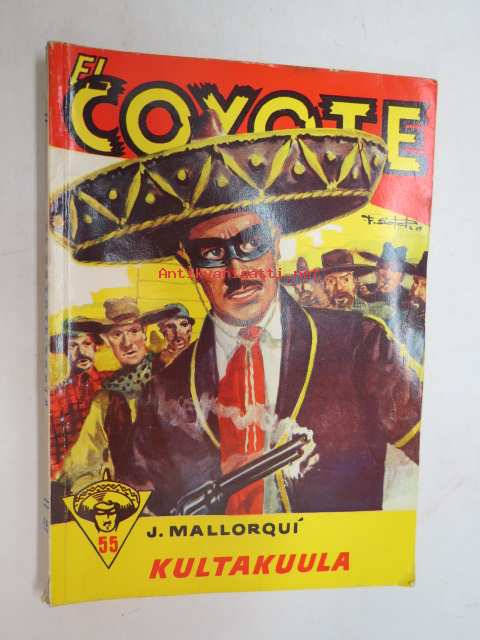 EL
COYOTE
Antikvariaatti.net
55
J. MALLORQUÍ
KULTAKUULA